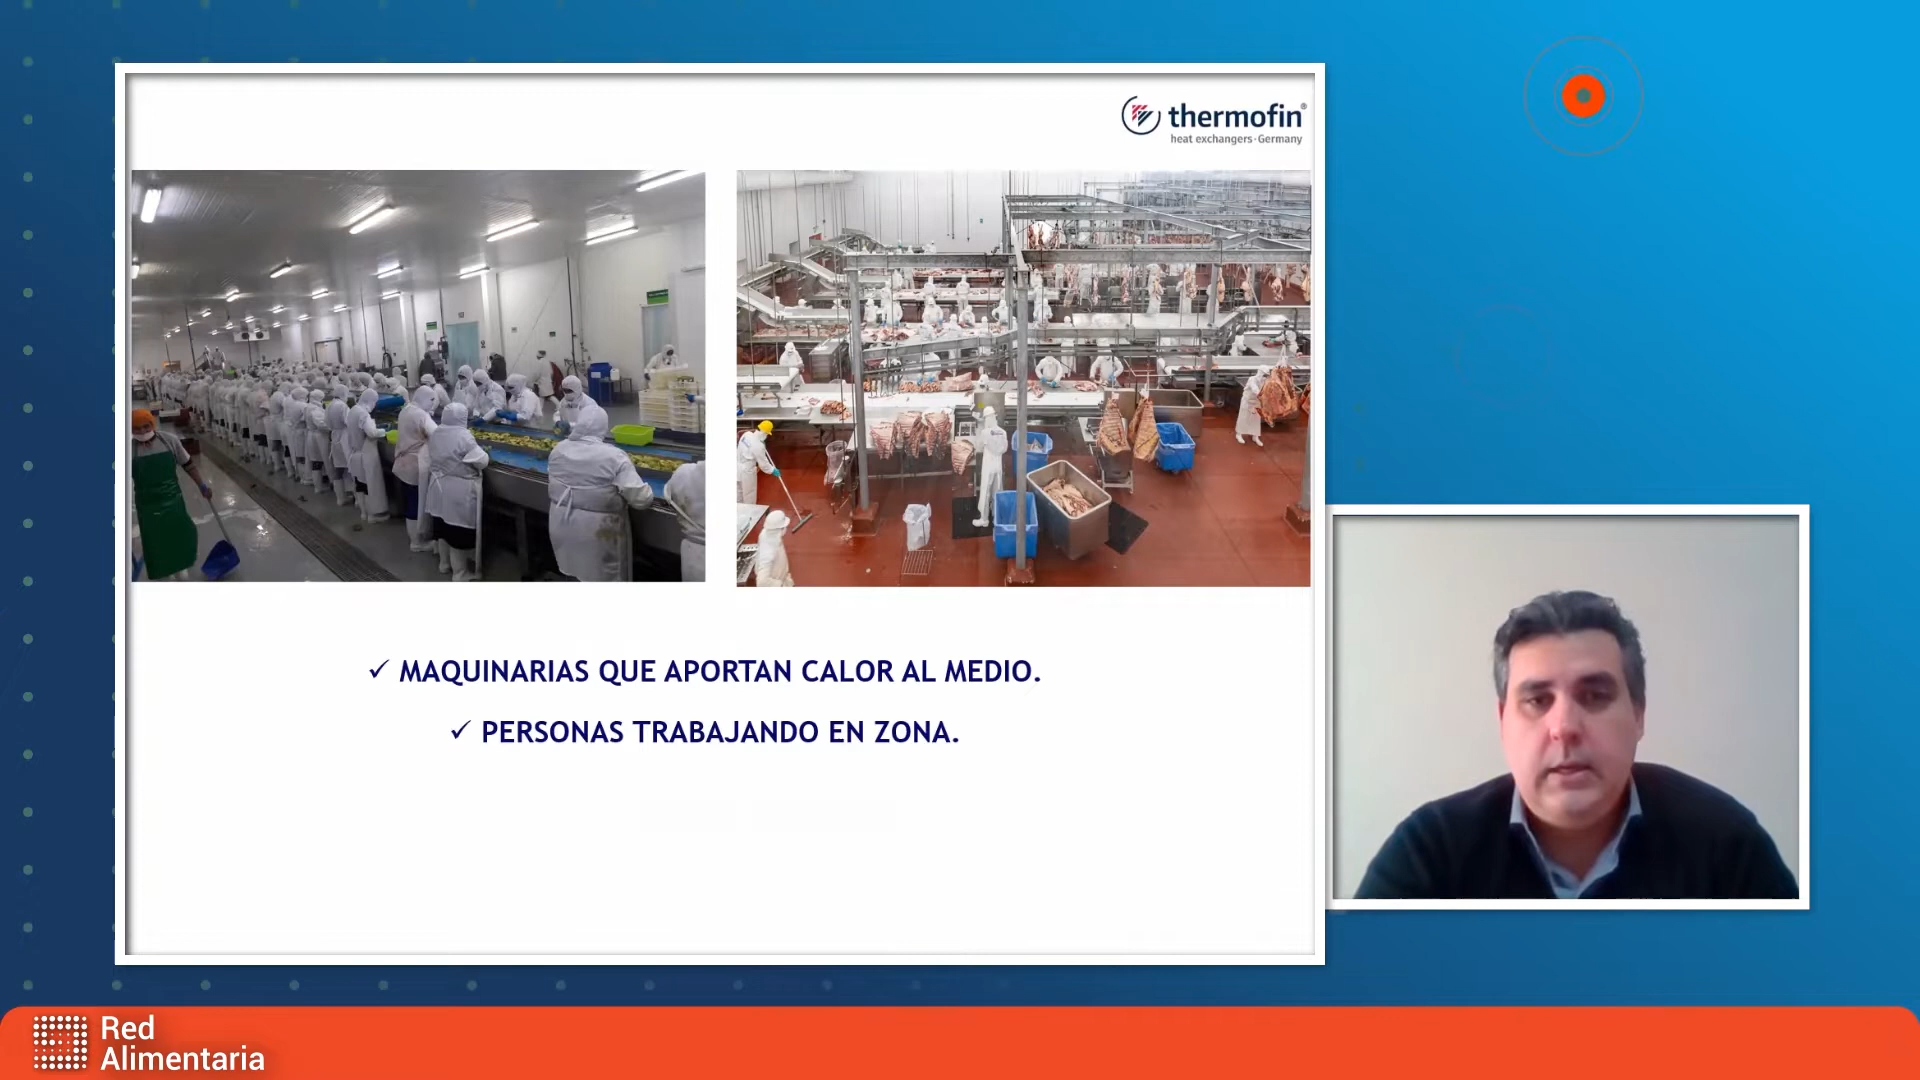 thermofin®
heat exchangers·Germany
✓ MAQUINARIAS QUE APORTAN CALOR AL MEDIO.
✓ PERSONAS TRABAJANDO EN ZONA.
Red
Alimentaria